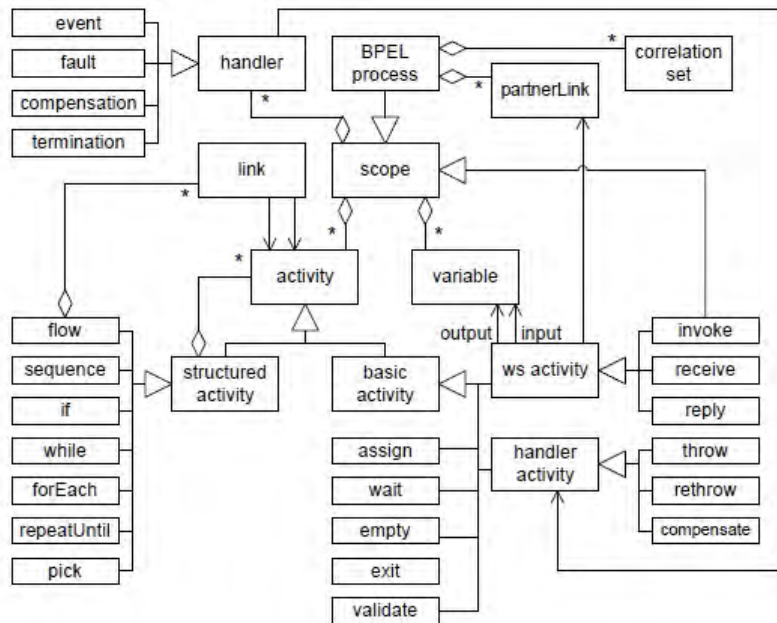 event
fault
compensation
termination
handler
*
BPEL
process
*
*
correlation
set
partnerLink
link
*
scope
*
*
*
activity
variable
output
input
flow
sequence
if
while
forEach
repeatUntil
pick
structured
activity
basic
activity
ws activity
invoke
receive
reply
assign
wait
empty
exit
validate
handler
activity
throw
rethrow
compensate